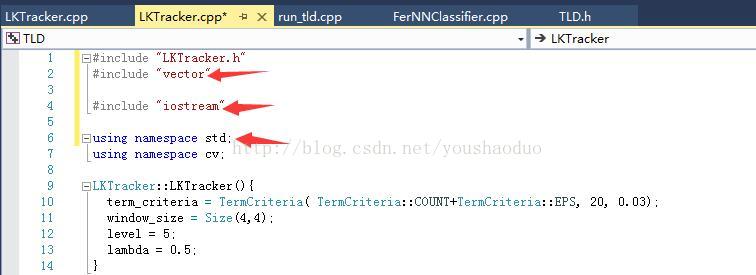 LKTracker.cpp LKTracker.cpp* run_tld.cpp FerNNClassifier.cpp TLD.h
TLD LKTracker
1 #include "LKTracker.h"
2 #include "vector"
3
4 #include "iostream"
5
6 using namespace std;
7 using namespace cv;
8
9 LKTracker::LKTracker(){
10 term_criteria = TermCriteria( TermCriteria::COUNT+TermCriteria::EPS, 20, 0.03);
11 window_size = Size(4,4);
12 level = 5;
13 lambda = 0.5;
14 }
http://blog.csdn.net/youshaoduo